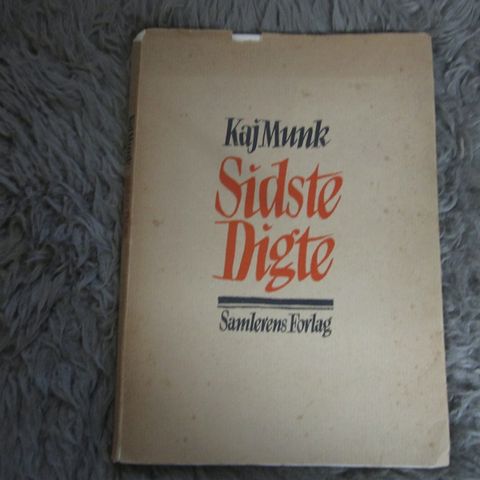 Kaj Munk
Sidste
Digte
Samlerens Forlag